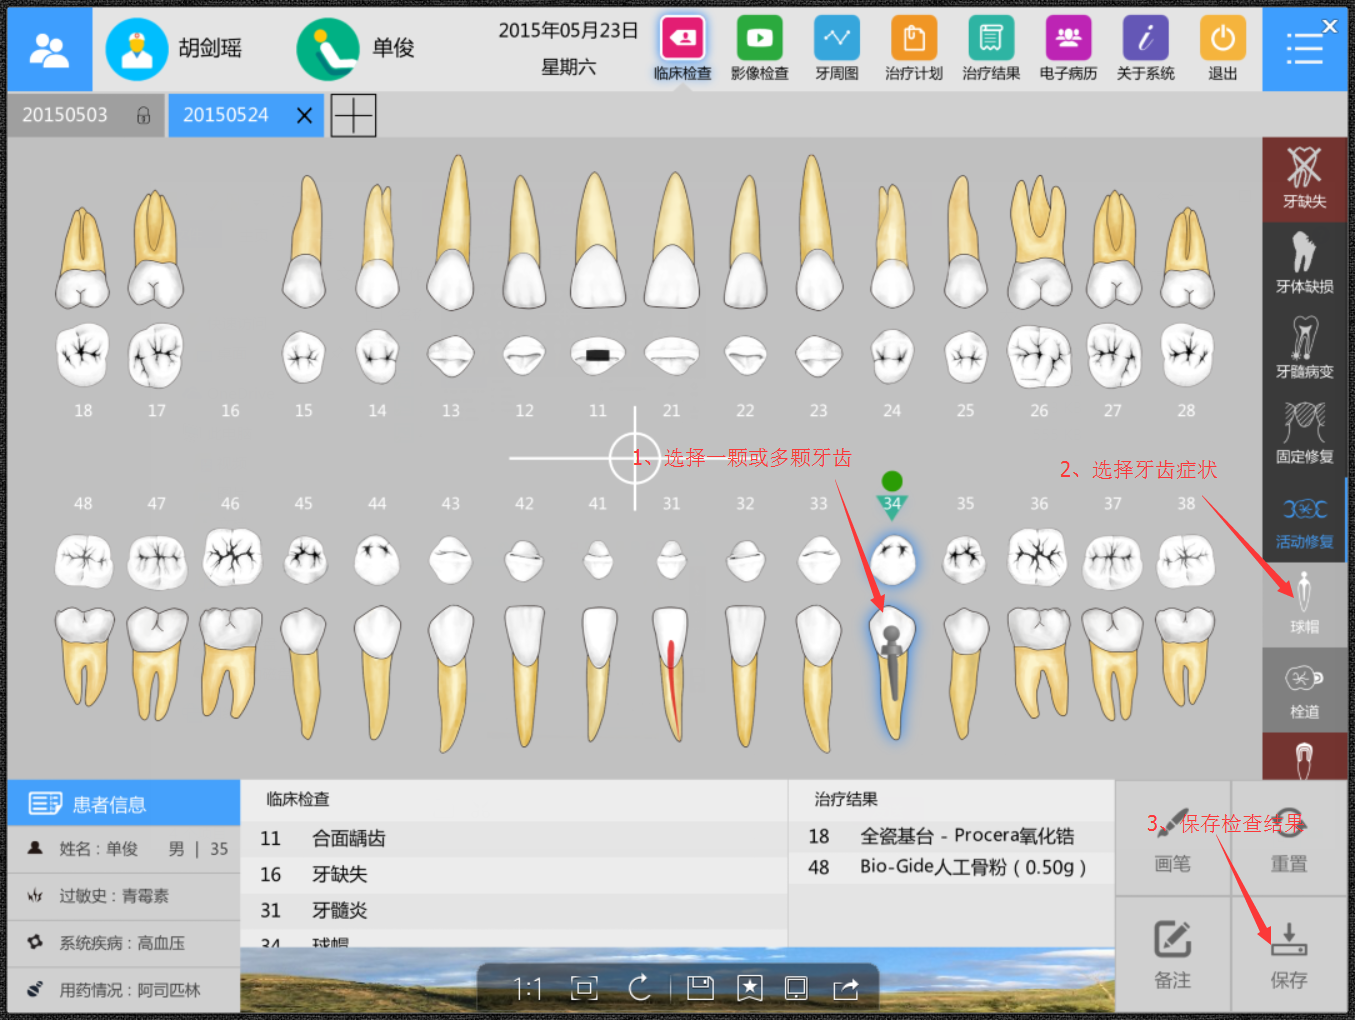 胡剑瑶
单俊
2015年05月23日
星期六
临床检查
影像检查
牙周图
治疗计划
治疗结果
电子病历
关于系统
退出
20150503
20150524
18 17 16 15 14 13 12 11 21 22 23 24 25 26 27 28
1、选择一颗或多颗牙齿
2、选择牙齿症状
48 47 46 45 44 43 42 41 31 32 33 34 35 36 37 38
牙缺失
牙体缺损
牙髓病变
固定修复
活动修复
球帽
栓道
患者信息
姓名：单俊 男 | 35
过敏史：青霉素
系统疾病：高血压
用药情况：阿司匹林
临床检查
11 合面龋齿
16 牙缺失
31 牙髓炎
34 球帽
治疗结果
18 全瓷基台 - Procera氧化锆
48 Bio-Gide人工骨粉（0.50g）
3、保存检查结果
画笔
重置
备注
保存
1:1